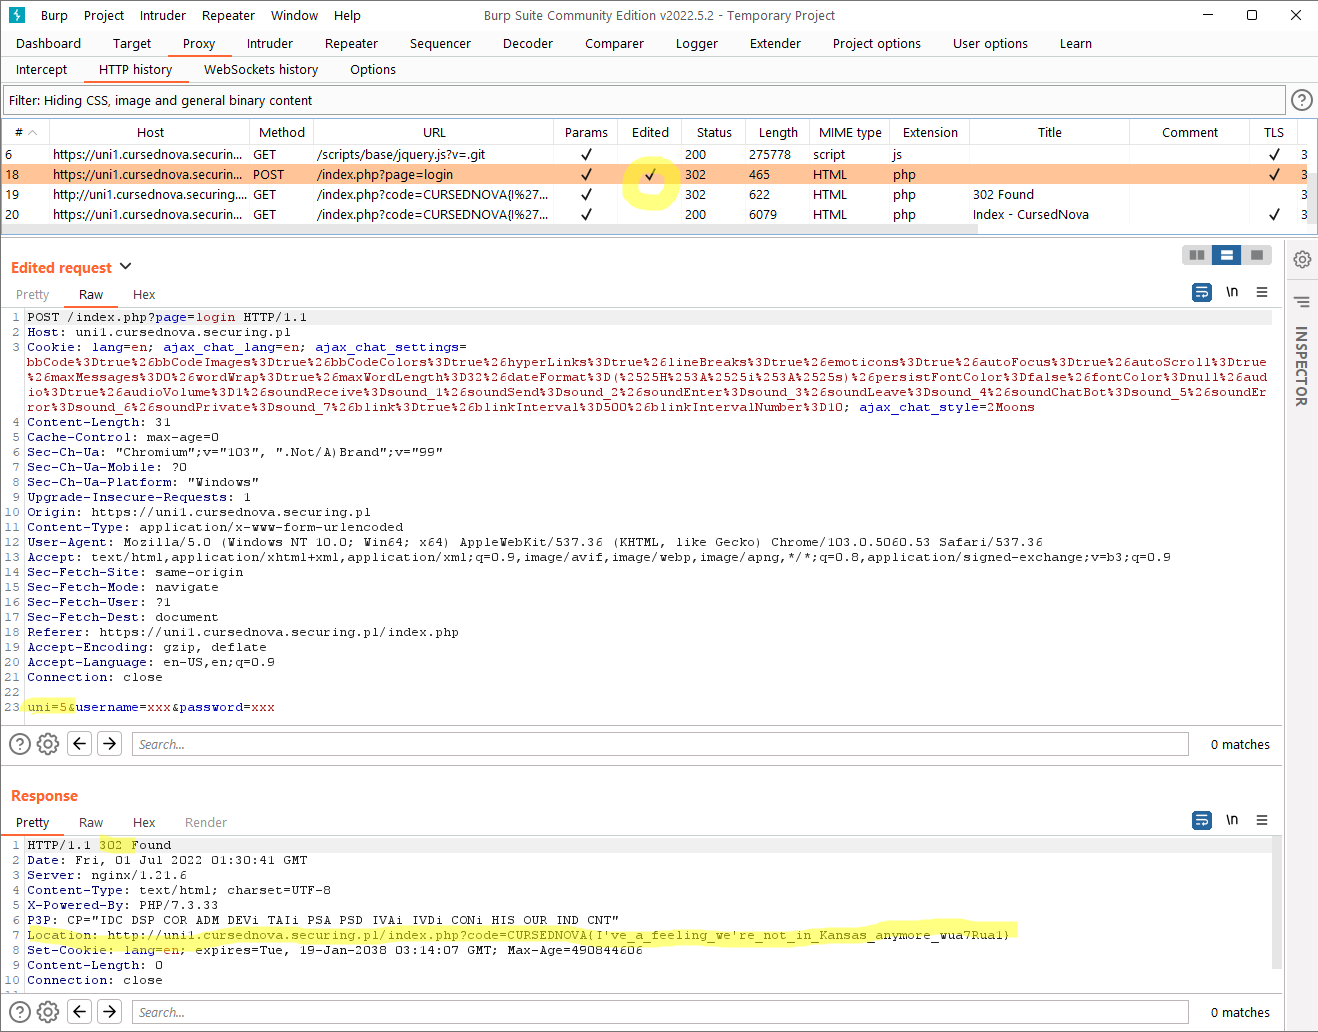 Burp Project Intruder Repeater Window Help Burp Suite Community Edition v2022.5.2 - Temporary Project
Dashboard Target Proxy Intruder Repeater Sequencer Decoder Comparer Logger Extender Project options User options Learn
Intercept HTTP history WebSockets history Options
Filter: Hiding CSS, image and general binary content
# Host Method URL Params Edited Status Length MIME type Extension Title Comment TLS
6 https://uni1.cursednova.securin... GET /scripts/base/jquery.js?v=.git ✓ 200 275778 script js ✓ 3
18 https://uni1.cursednova.securin... POST /index.php?page=login ✓ ✓ 302 465 HTML php ✓ 3
19 http://uni1.cursednova.securing.... GET /index.php?code=CURSEDNOVA{I%27... ✓ 302 622 HTML php 302 Found 3
20 https://uni1.cursednova.securin... GET /index.php?code=CURSEDNOVA{I%27... ✓ 200 6079 HTML php Index - CursedNova ✓ 3
Edited request
Pretty Raw Hex
\n
INSPECTOR
1 POST /index.php?page=login HTTP/1.1
2 Host: uni1.cursednova.securing.pl
3 Cookie: lang=en; ajax_chat_lang=en; ajax_chat_settings=
bbCode%3Dtrue%26bbCodeImages%3Dtrue%26bbCodeColors%3Dtrue%26hyperLinks%3Dtrue%26lineBreaks%3Dtrue%26emoticons%3Dtrue%26autoFocus%3Dtrue%26autoScroll%3Dtrue
%26maxMessages%3D0%26wordWrap%3Dtrue%26maxWordLength%3D32%26dateFormat%3D(%2525H%253A%2525i%253A%2525s)%26persistFontColor%3Dfalse%26fontColor%3Dnull%26aud
io%3Dtrue%26audioVolume%3D1%26soundReceive%3Dsound_1%26soundSend%3Dsound_2%26soundEnter%3Dsound_3%26soundLeave%3Dsound_4%26soundChatBot%3Dsound_5%26soundEr
ror%3Dsound_6%26soundPrivate%3Dsound_7%26blink%3Dtrue%26blinkInterval%3D500%26blinkIntervalNumber%3D10; ajax_chat_style=2Moons
4 Content-Length: 31
5 Cache-Control: max-age=0
6 Sec-Ch-Ua: "Chromium";v="103", ".Not/A)Brand";v="99"
7 Sec-Ch-Ua-Mobile: ?0
8 Sec-Ch-Ua-Platform: "Windows"
9 Upgrade-Insecure-Requests: 1
10 Origin: https://uni1.cursednova.securing.pl
11 Content-Type: application/x-www-form-urlencoded
12 User-Agent: Mozilla/5.0 (Windows NT 10.0; Win64; x64) AppleWebKit/537.36 (KHTML, like Gecko) Chrome/103.0.5060.53 Safari/537.36
13 Accept: text/html,application/xhtml+xml,application/xml;q=0.9,image/avif,image/webp,image/apng,*/*;q=0.8,application/signed-exchange;v=b3;q=0.9
14 Sec-Fetch-Site: same-origin
15 Sec-Fetch-Mode: navigate
16 Sec-Fetch-User: ?1
17 Sec-Fetch-Dest: document
18 Referer: https://uni1.cursednova.securing.pl/index.php
19 Accept-Encoding: gzip, deflate
20 Accept-Language: en-US,en;q=0.9
21 Connection: close
22
23 uni=5&username=xxx&password=xxx
Search... 0 matches
Response
Pretty Raw Hex Render
\n
1 HTTP/1.1 302 Found
2 Date: Fri, 01 Jul 2022 01:30:41 GMT
3 Server: nginx/1.21.6
4 Content-Type: text/html; charset=UTF-8
5 X-Powered-By: PHP/7.3.33
6 P3P: CP="IDC DSP COR ADM DEVi TAIi PSA PSD IVAi IVDi CONi HIS OUR IND CNT"
7 Location: http://uni1.cursednova.securing.pl/index.php?code=CURSEDNOVA{I've_a_feeling_we're_not_in_Kansas_anymore_wua7Rua1}
8 Set-Cookie: lang=en; expires=Tue, 19-Jan-2038 03:14:07 GMT; Max-Age=490844606
9 Content-Length: 0
10 Connection: close
Search... 0 matches